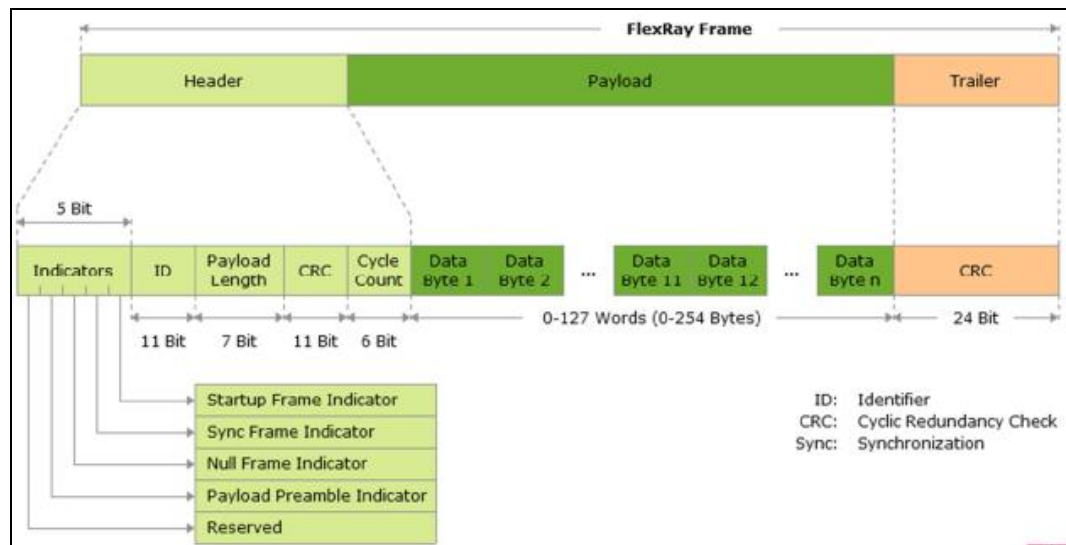 FlexRay Frame
Header Payload Trailer
5 Bit
Indicators ID Payload Length CRC Cycle Count Data Byte 1 Data Byte 2 ... Data Byte 11 Data Byte 12 ... Data Byte n CRC
0-127 Words (0-254 Bytes) 24 Bit
11 Bit 7 Bit 11 Bit 6 Bit
Startup Frame Indicator
Sync Frame Indicator
Null Frame Indicator
Payload Preamble Indicator
Reserved
ID: Identifier
CRC: Cyclic Redundancy Check
Sync: Synchronization